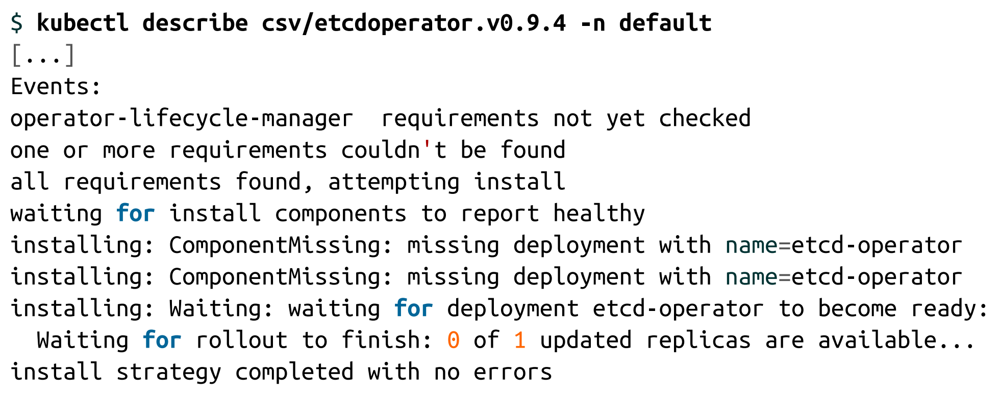 $ kubectl describe csv/etcdoperator.v0.9.4 -n default
[...]
Events:
operator-lifecycle-manager  requirements not yet checked
one or more requirements couldn't be found
all requirements found, attempting install
waiting for install components to report healthy
installing: ComponentMissing: missing deployment with name=etcd-operator
installing: ComponentMissing: missing deployment with name=etcd-operator
installing: Waiting: waiting for deployment etcd-operator to become ready:
  Waiting for rollout to finish: 0 of 1 updated replicas are available...
install strategy completed with no errors